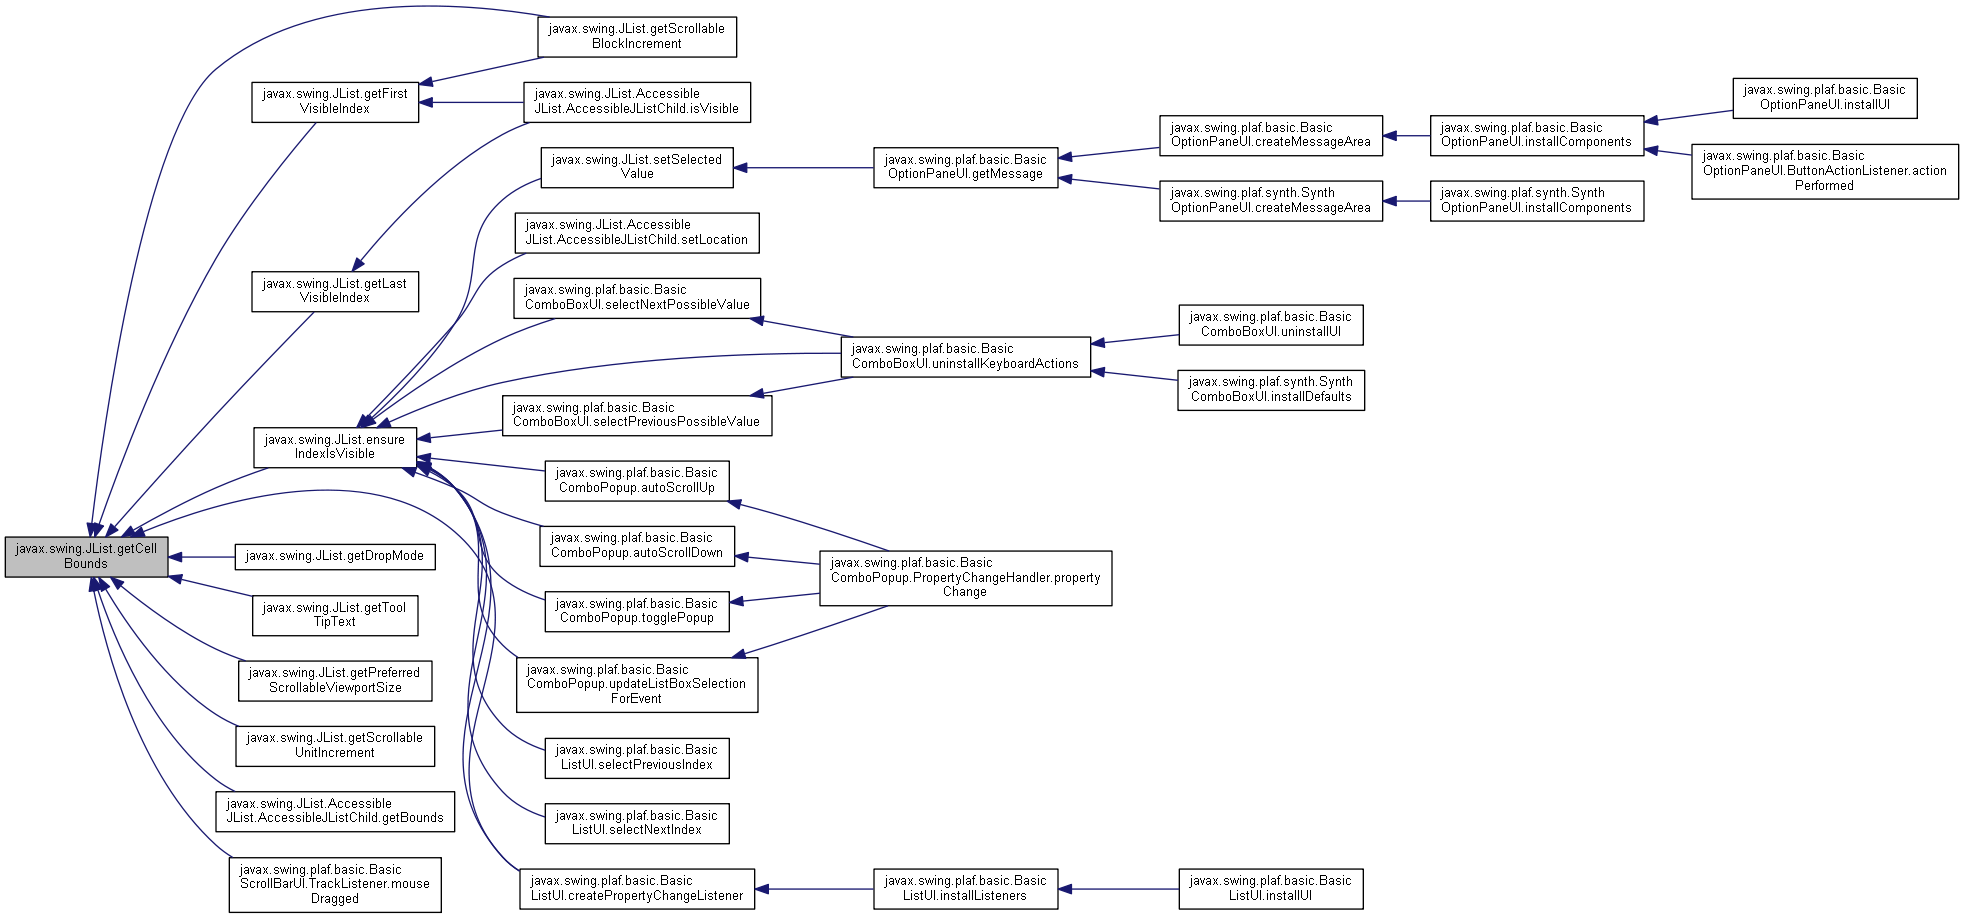 javax.swing.JList.getCell
Bounds
javax.swing.JList.getScrollable
BlockIncrement
javax.swing.JList.getFirst
VisibleIndex
javax.swing.JList.Accessible
JList.AccessibleJListChild.isVisible
javax.swing.JList.getLast
VisibleIndex
javax.swing.JList.ensure
IndexIsVisible
javax.swing.JList.setSelected
Value
javax.swing.plaf.basic.Basic
OptionPaneUI.getMessage
javax.swing.plaf.basic.Basic
OptionPaneUI.createMessageArea
javax.swing.plaf.basic.Basic
OptionPaneUI.installComponents
javax.swing.plaf.basic.Basic
OptionPaneUI.installUI
javax.swing.plaf.basic.Basic
OptionPaneUI.ButtonActionListener.action
Performed
javax.swing.plaf.synth.Synth
OptionPaneUI.createMessageArea
javax.swing.plaf.synth.Synth
OptionPaneUI.installComponents
javax.swing.JList.Accessible
JList.AccessibleJListChild.setLocation
javax.swing.plaf.basic.Basic
ComboBoxUI.selectNextPossibleValue
javax.swing.plaf.basic.Basic
ComboBoxUI.uninstallKeyboardActions
javax.swing.plaf.basic.Basic
ComboBoxUI.uninstallUI
javax.swing.plaf.synth.Synth
ComboBoxUI.installDefaults
javax.swing.plaf.basic.Basic
ComboBoxUI.selectPreviousPossibleValue
javax.swing.plaf.basic.Basic
ComboPopup.autoScrollUp
javax.swing.plaf.basic.Basic
ComboPopup.autoScrollDown
javax.swing.plaf.basic.Basic
ComboPopup.PropertyChangeHandler.property
Change
javax.swing.plaf.basic.Basic
ComboPopup.togglePopup
javax.swing.plaf.basic.Basic
ComboPopup.updateListBoxSelection
ForEvent
javax.swing.plaf.basic.Basic
ListUI.selectPreviousIndex
javax.swing.plaf.basic.Basic
ListUI.selectNextIndex
javax.swing.plaf.basic.Basic
ListUI.createPropertyChangeListener
javax.swing.plaf.basic.Basic
ListUI.installListeners
javax.swing.plaf.basic.Basic
ListUI.installUI
javax.swing.JList.getDropMode
javax.swing.JList.getTool
TipText
javax.swing.JList.getPreferred
ScrollableViewportSize
javax.swing.JList.getScrollable
UnitIncrement
javax.swing.JList.Accessible
JList.AccessibleJListChild.getBounds
javax.swing.plaf.basic.Basic
ScrollBarUI.TrackListener.mouse
Dragged